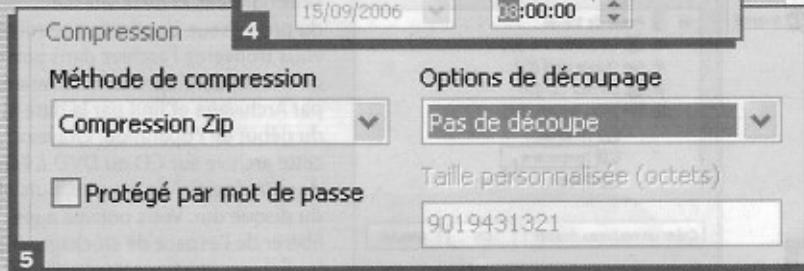 15/09/2006
08:00:00
4
Compression
Méthode de compression
Options de découpage
Compression Zip
Pas de découpe
Protégé par mot de passe
Taille personnalisée (octets)
9019431321
5